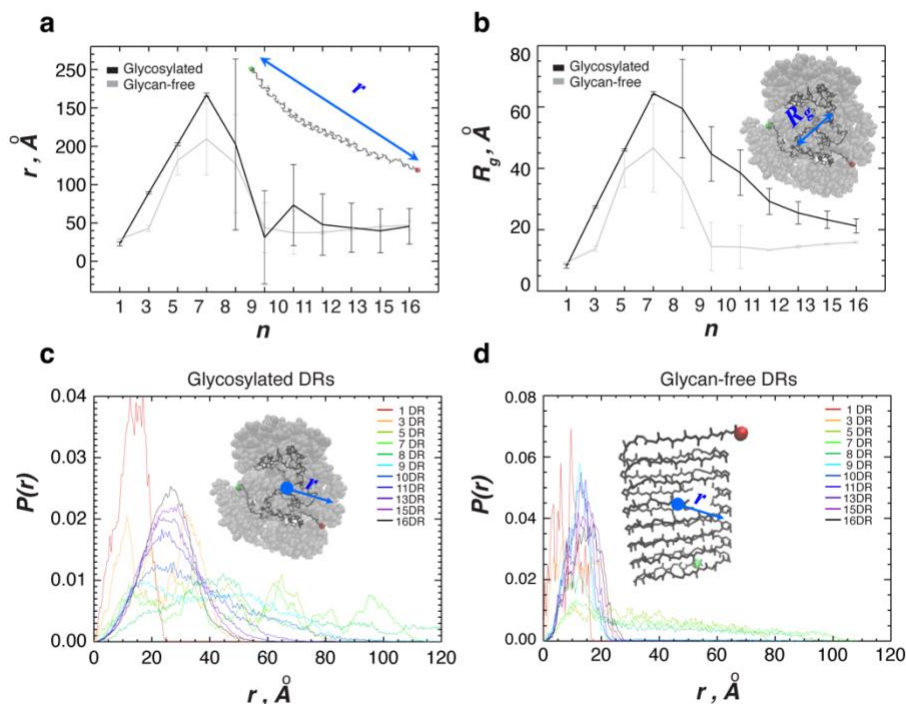 a
r, Å
250
150
200
100
50
0
Glycosylated
Glycan-free
r
1 3 5 7 8 9 10 11 12 13 15 16
n
b
Rg, Å
80
60
40
20
0
Glycosylated
Glycan-free
Rg
1 3 5 7 8 9 10 11 12 13 15 16
n
c
Glycosylated DRs
P(r)
0.04
0.03
0.02
0.01
0.00
1 DR
3 DR
5 DR
7 DR
8 DR
9 DR
10DR
11DR
13DR
15DR
16DR
r
0 20 40 60 80 100 120
r, Å
d
Glycan-free DRs
P(r)
0.08
0.06
0.04
0.02
0.00
1 DR
3 DR
5 DR
7 DR
8 DR
9 DR
10DR
11DR
13DR
15DR
16DR
r
0 20 40 60 80 100 120
r, Å